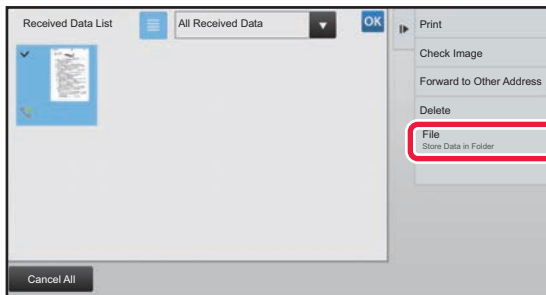 Received Data List
All Received Data
OK
Print
Check Image
Forward to Other Address
Delete
File
Store Data in Folder
Cancel All